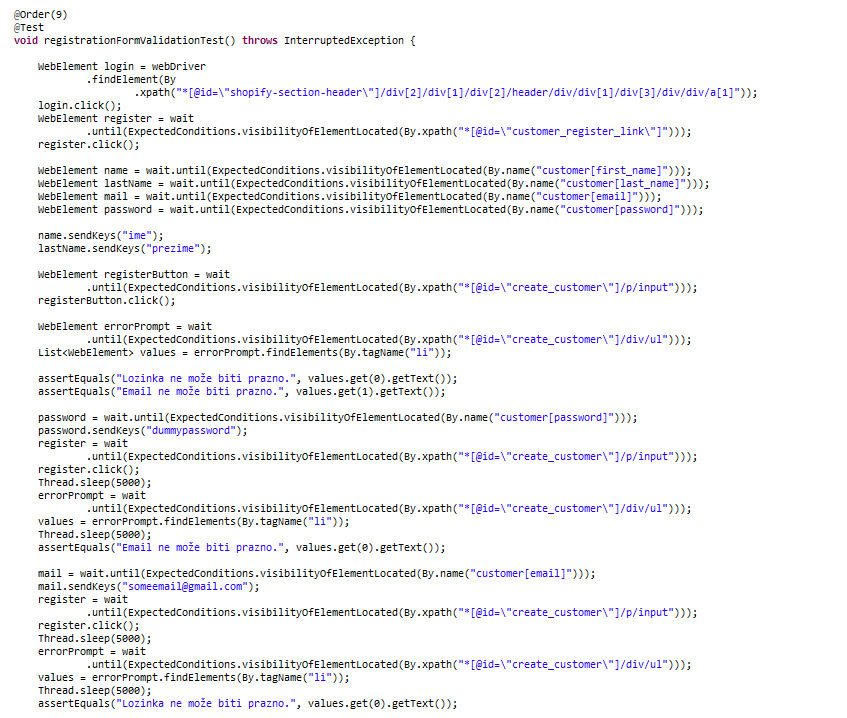 @Order(9)
@Test
void registrationFormValidationTest() throws InterruptedException {
WebElement login = webDriver
.findElement(By
.xpath("*[@id=\"shopify-section-header\"]/div[2]/div[1]/div[2]/header/div/div[1]/div[3]/div/div/a[1]"));
login.click();
WebElement register = wait
.until(ExpectedConditions.visibilityOfElementLocated(By.xpath("*[@id=\"customer_register_link\"]")));
register.click();
WebElement name = wait.until(ExpectedConditions.visibilityOfElementLocated(By.name("customer[first_name]")));
WebElement lastName = wait.until(ExpectedConditions.visibilityOfElementLocated(By.name("customer[last_name]")));
WebElement mail = wait.until(ExpectedConditions.visibilityOfElementLocated(By.name("customer[email]")));
WebElement password = wait.until(ExpectedConditions.visibilityOfElementLocated(By.name("customer[password]")));
name.sendKeys("ime");
lastName.sendKeys("prezime");
WebElement registerButton = wait
.until(ExpectedConditions.visibilityOfElementLocated(By.xpath("*[@id=\"create_customer\"]/p/input")));
registerButton.click();
WebElement errorPrompt = wait
.until(ExpectedConditions.visibilityOfElementLocated(By.xpath("*[@id=\"create_customer\"]/div/ul")));
List<WebElement> values = errorPrompt.findElements(By.tagName("li"));
assertEquals("Lozinka ne može biti prazno.", values.get(0).getText());
assertEquals("Email ne može biti prazno.", values.get(1).getText());
password = wait.until(ExpectedConditions.visibilityOfElementLocated(By.name("customer[password]")));
password.sendKeys("dummypassword");
register = wait
.until(ExpectedConditions.visibilityOfElementLocated(By.xpath("*[@id=\"create_customer\"]/p/input")));
register.click();
Thread.sleep(5000);
errorPrompt = wait
.until(ExpectedConditions.visibilityOfElementLocated(By.xpath("*[@id=\"create_customer\"]/div/ul")));
values = errorPrompt.findElements(By.tagName("li"));
Thread.sleep(5000);
assertEquals("Email ne može biti prazno.", values.get(0).getText());
mail = wait.until(ExpectedConditions.visibilityOfElementLocated(By.name("customer[email]")));
mail.sendKeys("someemail@gmail.com");
register = wait
.until(ExpectedConditions.visibilityOfElementLocated(By.xpath("*[@id=\"create_customer\"]/p/input")));
register.click();
Thread.sleep(5000);
errorPrompt = wait
.until(ExpectedConditions.visibilityOfElementLocated(By.xpath("*[@id=\"create_customer\"]/div/ul")));
values = errorPrompt.findElements(By.tagName("li"));
Thread.sleep(5000);
assertEquals("Lozinka ne može biti prazno.", values.get(0).getText());